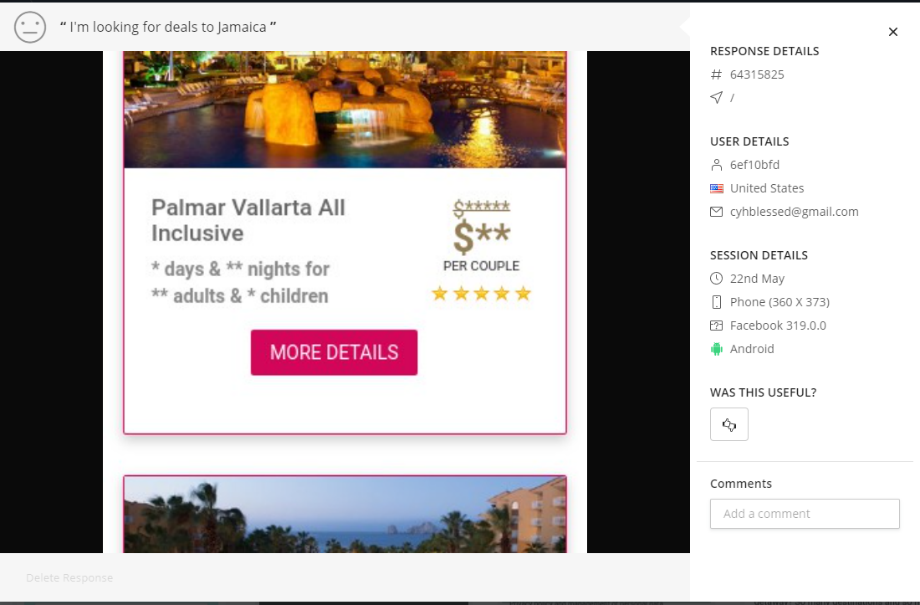 “ I'm looking for deals to Jamaica ”
Palmar Vallarta All
Inclusive
* days & ** nights for
** adults & * children
$*****
$**
PER COUPLE
MORE DETAILS
Delete Response
RESPONSE DETAILS
# 64315825
/
USER DETAILS
6ef10bfd
United States
cyhblessed@gmail.com
SESSION DETAILS
22nd May
Phone (360 X 373)
Facebook 319.0.0
Android
WAS THIS USEFUL?
Comments
Add a comment